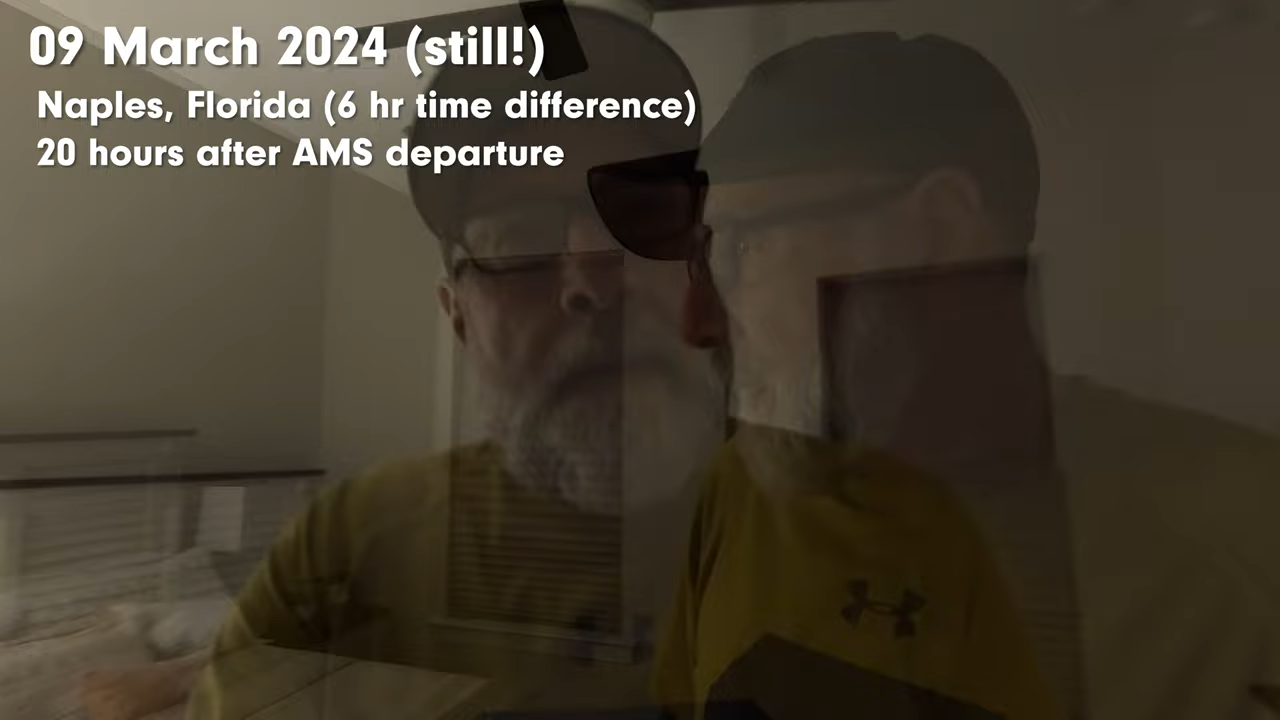 09 March 2024 (still!)
Naples, Florida (6 hr time difference)
20 hours after AMS departure